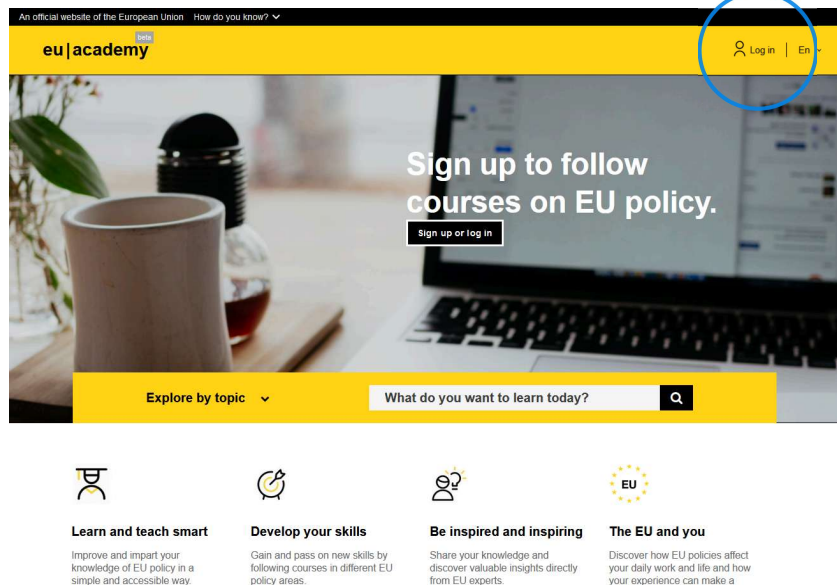 An official website of the European Union How do you know?
eu|academy
beta
Log in
En
Sign up to follow
courses on EU policy.
Sign up or log in
Explore by topic
What do you want to learn today?
EU
Learn and teach smart
Improve and impart your
knowledge of EU policy in a
simple and accessible way.
Develop your skills
Gain and pass on new skills by
following courses in different EU
policy areas.
Be inspired and inspiring
Share your knowledge and
discover valuable insights directly
from EU experts.
The EU and you
Discover how EU policies affect
your daily work and life and how
your experience can make a